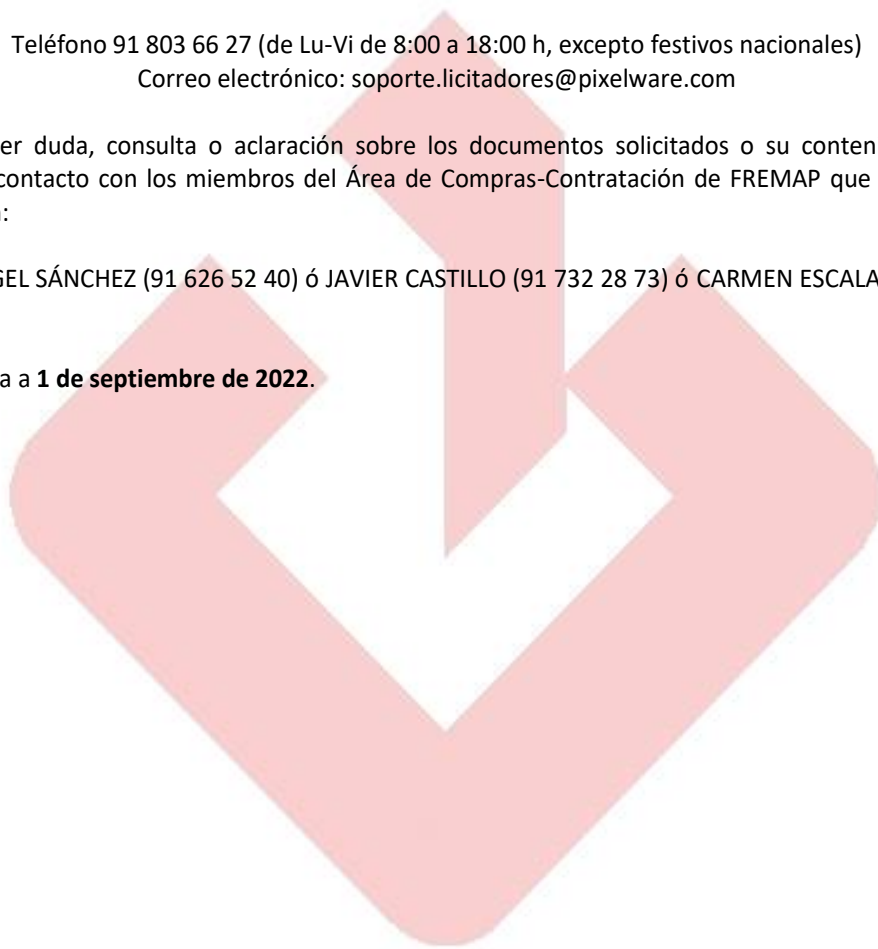 Teléfono 91 803 66 27 (de Lu-Vi de 8:00 a 18:00 h, excepto festivos nacionales)
Correo electrónico: soporte.licitadores@pixelware.com
er duda, consulta o aclaración sobre los documentos solicitados o su conten
contacto con los miembros del Área de Compras-Contratación de FREMAP que
:
GEL SÁNCHEZ (91 626 52 40) ó JAVIER CASTILLO (91 732 28 73) ó CARMEN ESCALA
a a 1 de septiembre de 2022.